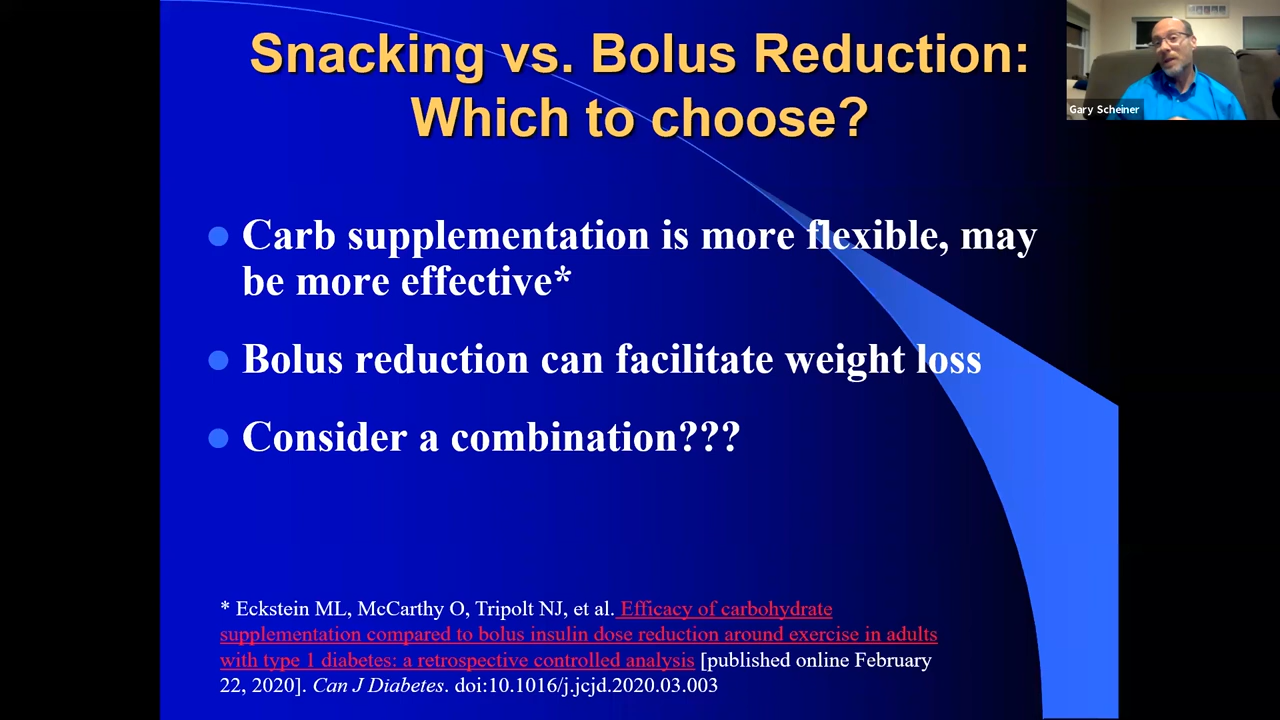 Snacking vs. Bolus Reduction:
Which to choose?
Gary Scheiner
Carb supplementation is more flexible, may
be more effective*
Bolus reduction can facilitate weight loss
Consider a combination???
* Eckstein ML, McCarthy O, Tripolt NJ, et al. Efficacy of carbohydrate
supplementation compared to bolus insulin dose reduction around exercise in adults
with type 1 diabetes: a retrospective controlled analysis [published online February
22, 2020]. Can J Diabetes. doi:10.1016/j.jcjd.2020.03.003